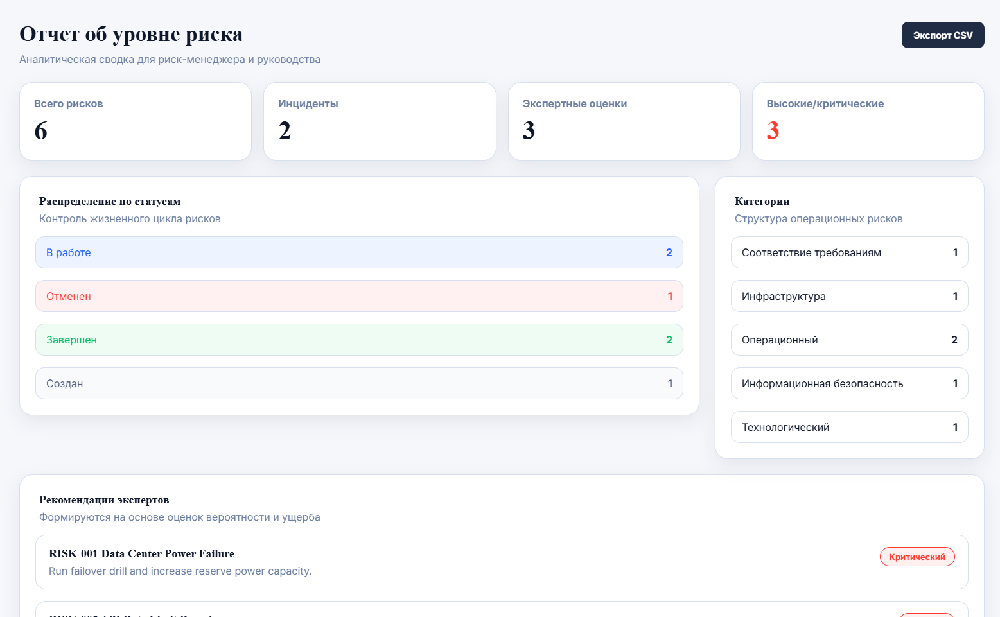 Отчет об уровне риска
Аналитическая сводка для риск-менеджера и руководства
Экспорт CSV
Всего рисков
6
Инциденты
2
Экспертные оценки
3
Высокие/критические
3
Распределение по статусам
Контроль жизненного цикла рисков
В работе 2
Отменен 1
Завершен 2
Создан 1
Категории
Структура операционных рисков
Соответствие требованиям 1
Инфраструктура 1
Операционный 2
Информационная безопасность 1
Технологический 1
Рекомендации экспертов
Формируются на основе оценок вероятности и ущерба
RISK-001 Data Center Power Failure
Критический
Run failover drill and increase reserve power capacity.